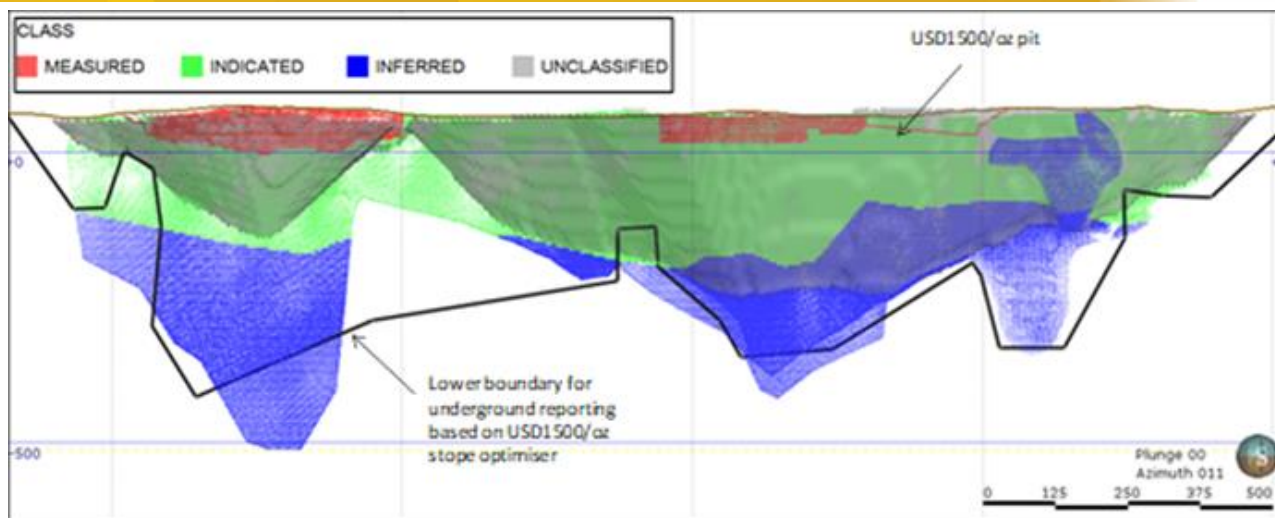 CLASS
MEASURED INDICATED INFERRED UNCLASSIFIED
USD1500/oz pit
0
Lower boundary for
underground reporting
based on USD1500/oz
stope optimiser
500
Plunge 00
Azimuth 011
0 125 250 375 500